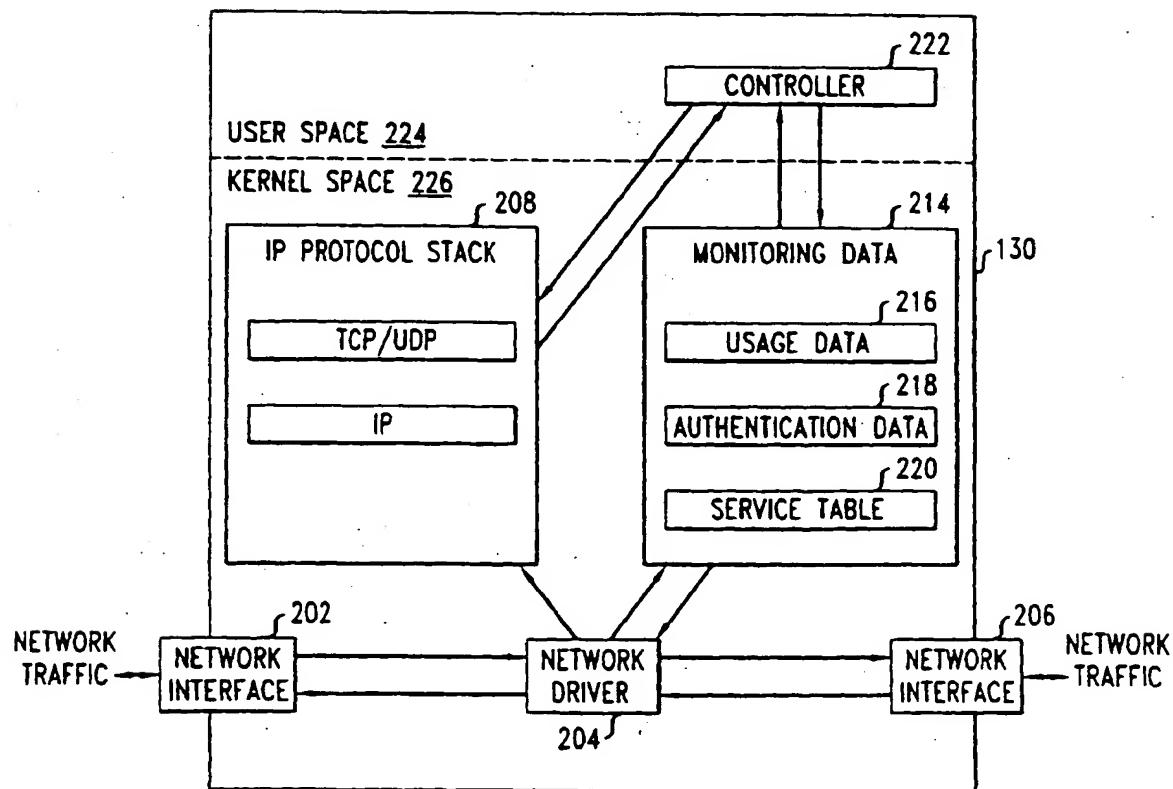 222
CONTROLLER
USER SPACE 224
KERNEL SPACE 226
208
214
IP PROTOCOL STACK
MONITORING DATA
130
216
TCP/UDP
USAGE DATA
218
IP
AUTHENTICATION DATA
220
SERVICE TABLE
202
206
NETWORK
TRAFFIC
NETWORK
INTERFACE
NETWORK
DRIVER
204
NETWORK
INTERFACE
NETWORK
TRAFFIC